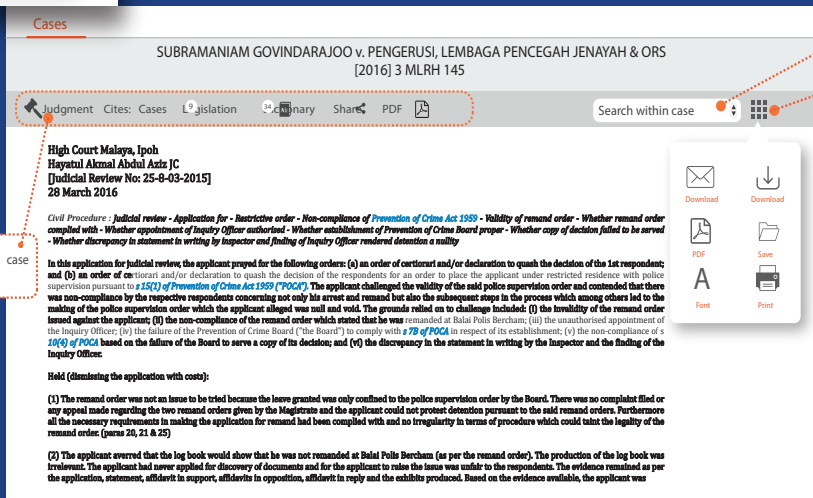 Cases
SUBRAMANIAM GOVINDARAJOO v. PENGERUSI, LEMBAGA PENCEGAH JENAYAH & ORS
[2016] 3 MLRH 145
Judgment Cites: Cases 9 Legislation 34 Dictionary Share PDF
Search within case
High Court Malaya, Ipoh
Hayatul Akmal Abdul Aziz JC
[Judicial Review No: 25-8-03-2015]
28 March 2016
Download Download
PDF Save
A
Font Print
case
Civil Procedure : Judicial review - Application for - Restrictive order - Non-compliance of Prevention of Crime Act 1959 - Validity of remand order - Whether remand order
complied with - Whether appointment of Inquiry Officer authorised - Whether establishment of Prevention of Crime Board proper - Whether copy of decision failed to be served
- Whether discrepancy in statement in writing by inspector and finding of Inquiry Officer rendered detention a nullity
In this application for judicial review, the applicant prayed for the following orders: (a) an order of certiorari and/or declaration to quash the decision of the 1st respondent;
and (b) an order of certiorari and/or declaration to quash the decision of the respondents for an order to place the applicant under restricted residence with police
supervision pursuant to s 15(1) of Prevention of Crime Act 1959 ("POCA"). The applicant challenged the validity of the said police supervision order and contended that there
was non-compliance by the respective respondents concerning not only his arrest and remand but also the subsequent steps in the process which among others led to the
making of the police supervision order which the applicant alleged was null and void. The grounds relied on to challenge included: (i) the invalidity of the remand order
issued against the applicant; (ii) the non-compliance of the remand order which stated that he was remanded at Balai Polis Bercham; (iii) the unauthorised appointment of
the Inquiry Officer; (iv) the failure of the Prevention of Crime Board ("the Board") to comply with s 7B of POCA in respect of its establishment; (v) the non-compliance of s
10(4) of POCA based on the failure of the Board to serve a copy of its decision; and (vi) the discrepancy in the statement in writing by the Inspector and the finding of the
Inquiry Officer.
Held (dismissing the application with costs):
(1) The remand order was not an issue to be tried because the leave granted was only confined to the police supervision order by the Board. There was no complaint filed or
any appeal made regarding the two remand orders given by the Magistrate and the applicant could not protest detention pursuant to the said remand orders. Furthermore
all the necessary requirements in making the application for remand had been complied with and no irregularity in terms of procedure which could taint the legality of the
remand order. (paras 20, 21 & 25)
(2) The applicant averred that the log book would show that he was not remanded at Balai Polis Bercham (as per the remand order). The production of the log book was
irrelevant. The applicant had never applied for discovery of documents and for the applicant to raise the issue was unfair to the respondents. The evidence remained as per
the application, statement, affidavit in support, affidavits in opposition, affidavit in reply and the exhibits produced. Based on the evidence available, the applicant was